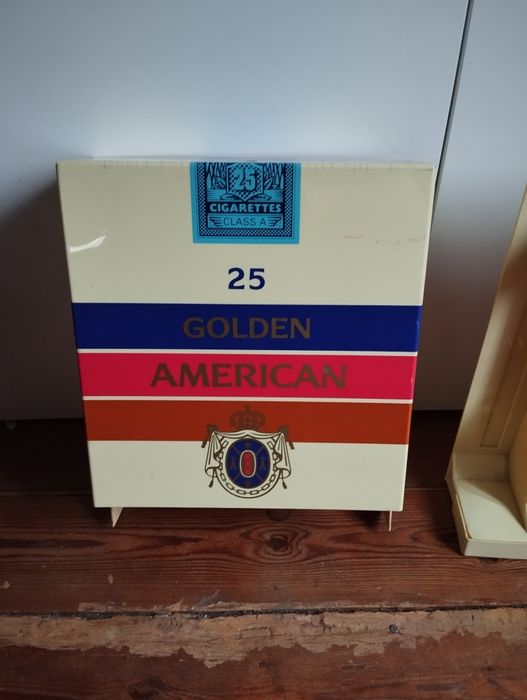 25
CIGARETTES
CLASS A
25
GOLDEN
AMERICAN